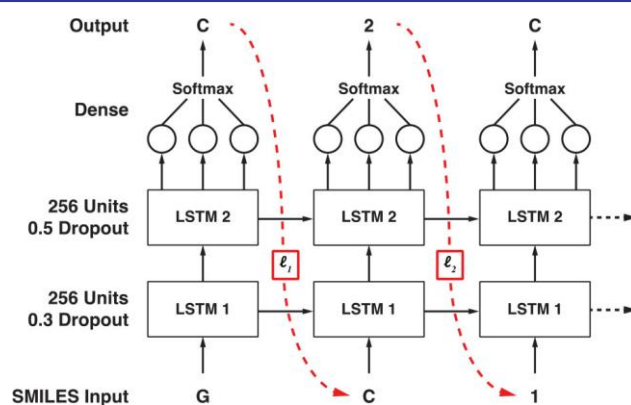 Output C 2 C
Softmax Softmax Softmax
Dense
256 Units
0.5 Dropout
LSTM 2 LSTM 2 LSTM 2
ℓ₁ ℓ₂
256 Units
0.3 Dropout
LSTM 1 LSTM 1 LSTM 1
SMILES Input G C 1